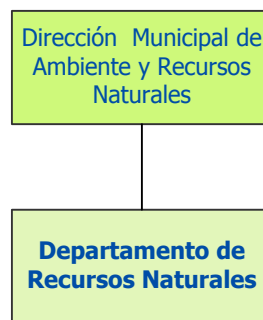 Dirección  Municipal de
Ambiente y Recursos
Naturales
Departamento de
Recursos Naturales